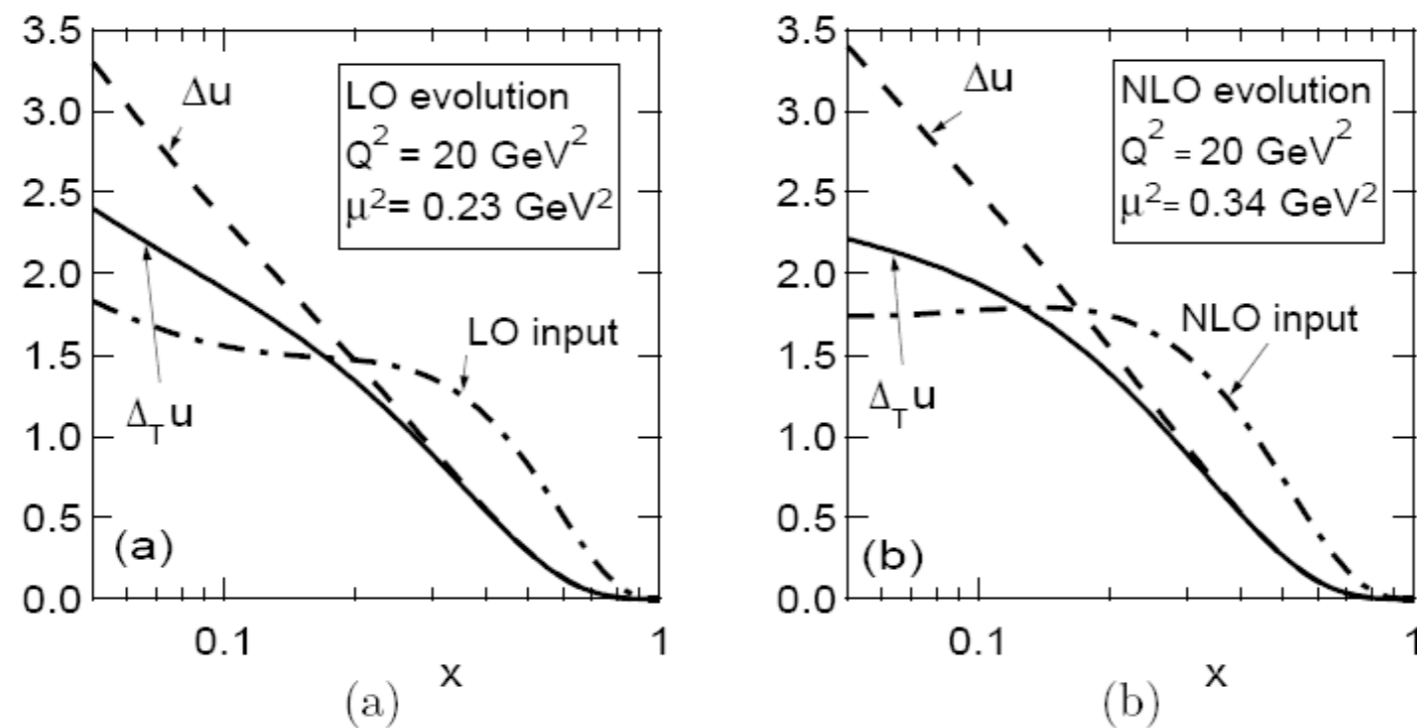 3.5
3.0
2.5
2.0
1.5
1.0
0.5
0.0
0.1
1
x
Δu
LO evolution
Q² = 20 GeV²
μ²= 0.23 GeV²
LO input
Δ_T u
(a)
(a)
3.5
3.0
2.5
2.0
1.5
1.0
0.5
0.0
0.1
1
x
Δu
NLO evolution
Q² = 20 GeV²
μ²= 0.34 GeV²
NLO input
Δ_T u
(b)
(b)